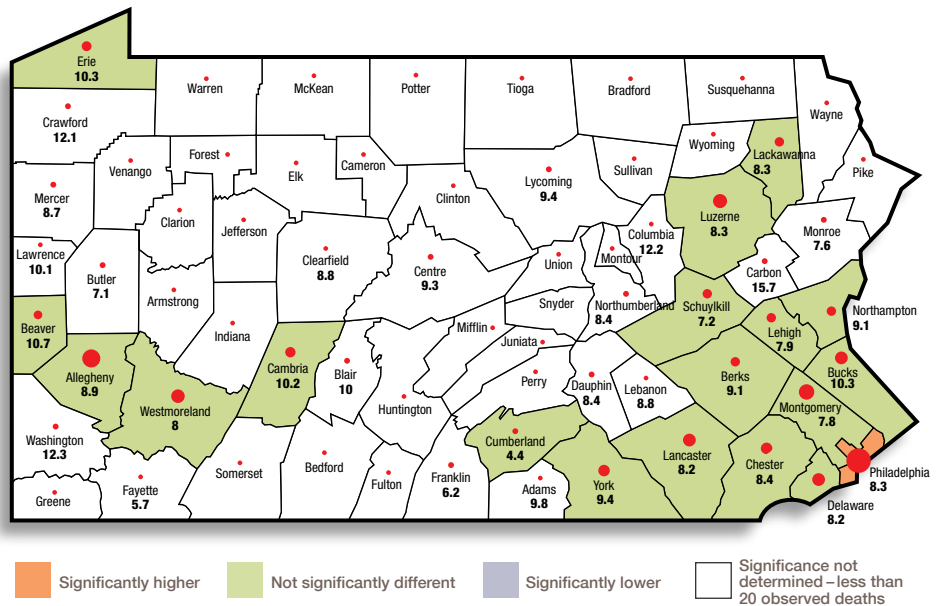 Erie
10.3
Warren
McKean
Potter
Tioga
Bradford
Susquehanna
Wayne
Crawford
12.1
Forest
Venango
Elk
Cameron
Clinton
Lycoming
9.4
Sullivan
Wyoming
Lackawanna
8.3
Pike
Mercer
8.7
Clarion
Jefferson
Luzerne
8.3
Columbia
12.2
Monroe
7.6
Lawrence
10.1
Butler
7.1
Clearfield
8.8
Centre
9.3
Union
Montour
Carbon
15.7
Armstrong
Snyder
Northumberland
8.4
Schuylkill
7.2
Northampton
9.1
Beaver
10.7
Indiana
Mifflin
Juniata
Lehigh
7.9
Allegheny
8.9
Cambria
10.2
Blair
10
Perry
Dauphin
8.4
Lebanon
8.8
Berks
9.1
Bucks
10.3
Westmoreland
8
Huntington
Montgomery
7.8
Washington
12.3
Cumberland
4.4
Lancaster
8.2
Chester
8.4
Philadelphia
8.3
Greene
Fayette
5.7
Somerset
Bedford
Fulton
Franklin
6.2
Adams
9.8
York
9.4
Delaware
8.2
Significantly higher
Not significantly different
Significantly lower
Significance not
determined – less than
20 observed deaths